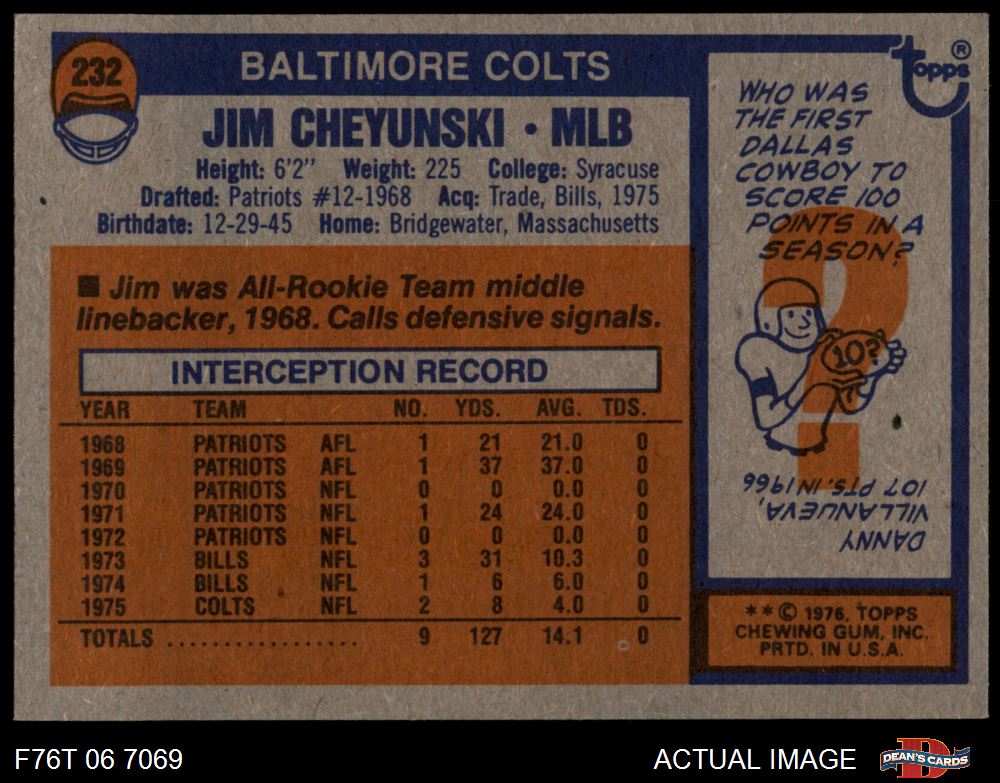 232
BALTIMORE COLTS
JIM CHEYUNSKI • MLB
Height: 6'2" Weight: 225 College: Syracuse
Drafted: Patriots #12-1968 Acq: Trade, Bills, 1975
Birthdate: 12-29-45 Home: Bridgewater, Massachusetts
■ Jim was All-Rookie Team middle
linebacker, 1968. Calls defensive signals.
INTERCEPTION RECORD
YEAR TEAM NO. YDS. AVG. TDS.
1968 PATRIOTS AFL 1 21 21.0 0
1969 PATRIOTS AFL 1 37 37.0 0
1970 PATRIOTS NFL 0 0 0.0 0
1971 PATRIOTS NFL 1 24 24.0 0
1972 PATRIOTS NFL 0 0 0.0 0
1973 BILLS NFL 3 31 10.3 0
1974 BILLS NFL 1 6 6.0 0
1975 COLTS NFL 2 8 4.0 0
TOTALS ................. 9 127 14.1 0
topps®
WHO WAS
THE FIRST
DALLAS
COWBOY TO
SCORE 100
POINTS IN A
SEASON?
?
10?
DANNY
VILLANUEVA,
107 PTS. IN 1966
**© 1976, TOPPS
CHEWING GUM, INC.
PRTD. IN U.S.A.
F76T 06 7069
ACTUAL IMAGE
D
DEAN'S CARDS